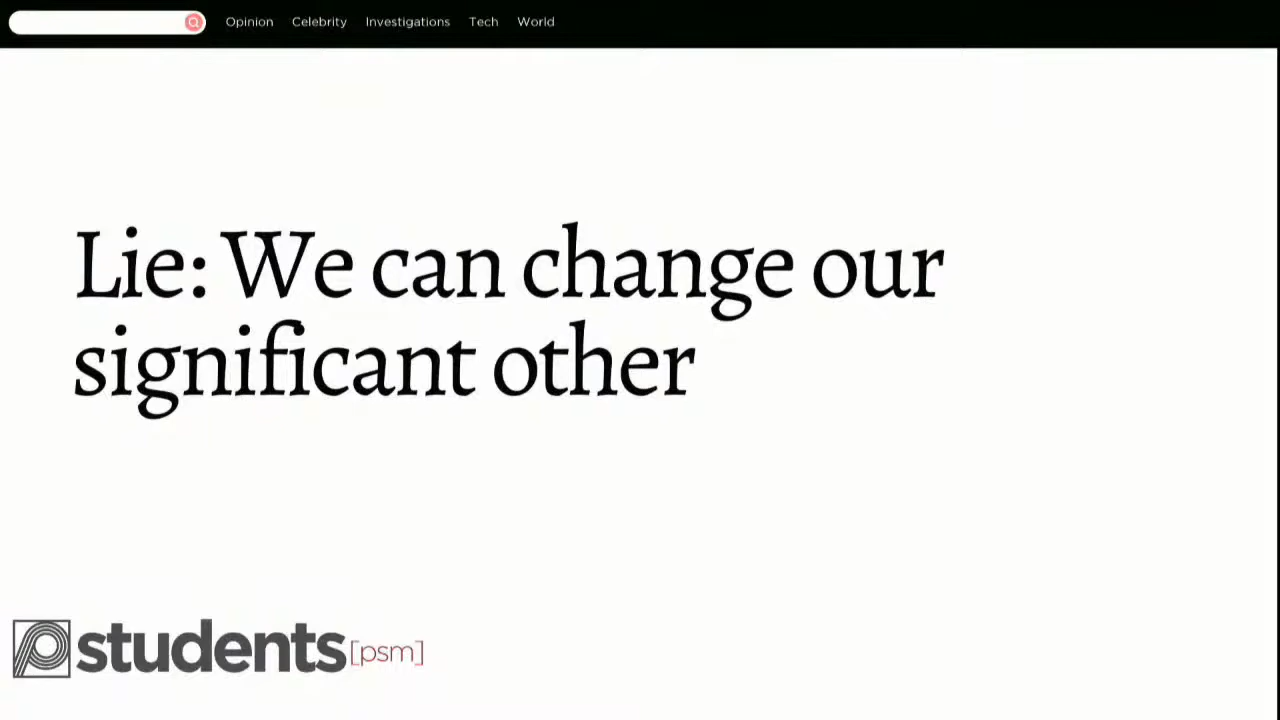 Opinion Celebrity Investigations Tech World
Lie: We can change our
significant other
students [psm]